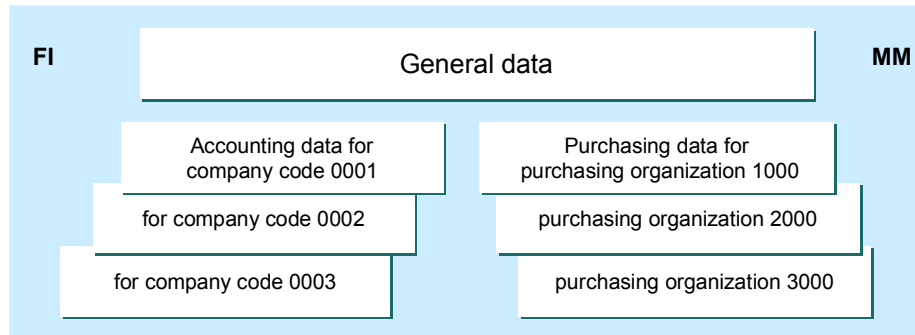 FI
General data
MM
Accounting data for
company code 0001
Purchasing data for
purchasing organization 1000
for company code 0002
purchasing organization 2000
for company code 0003
purchasing organization 3000